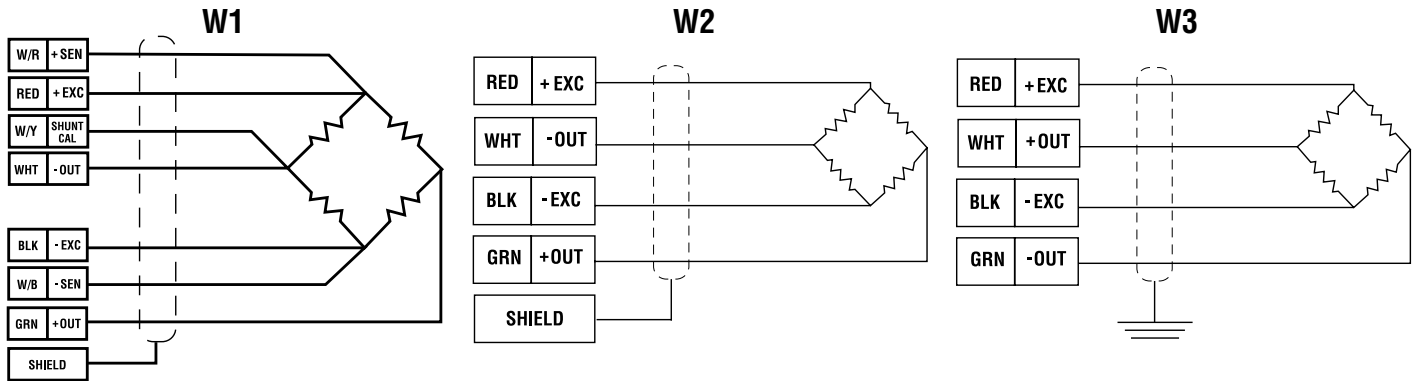 W1
W/R +SEN
RED +EXC
W/Y SHUNT
CAL
WHT -OUT
BLK -EXC
W/B -SEN
GRN +OUT
SHIELD
W2
RED +EXC
WHT -OUT
BLK -EXC
GRN +OUT
SHIELD
W3
RED +EXC
WHT +OUT
BLK -EXC
GRN -OUT